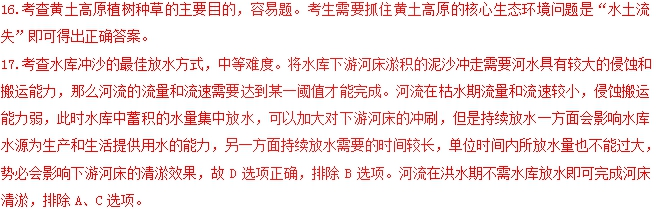 16.考查黄土高原植树种草的主要目的，容易题。考生需要抓住黄土高原的核心生态环境问题是“水土流
失”即可得出正确答案。
17.考查水库冲沙的最佳放水方式，中等难度。将水库下游河床淤积的泥沙冲走需要河水具有较大的侵蚀和
搬运能力，那么河流的流量和流速需要达到某一阈值才能完成。河流在枯水期流量和流速较小，侵蚀搬运
能力弱，此时水库中蓄积的水量集中放水，可以加大对下游河床的冲刷，但是持续放水一方面会影响水库
水源为生产和生活提供用水的能力，另一方面持续放水需要的时间较长，单位时间内所放水量也不能过大，
势必会影响下游河床的清淤效果，故 D 选项正确，排除 B 选项。河流在洪水期不需水库放水即可完成河床
清淤，排除 A、C 选项。